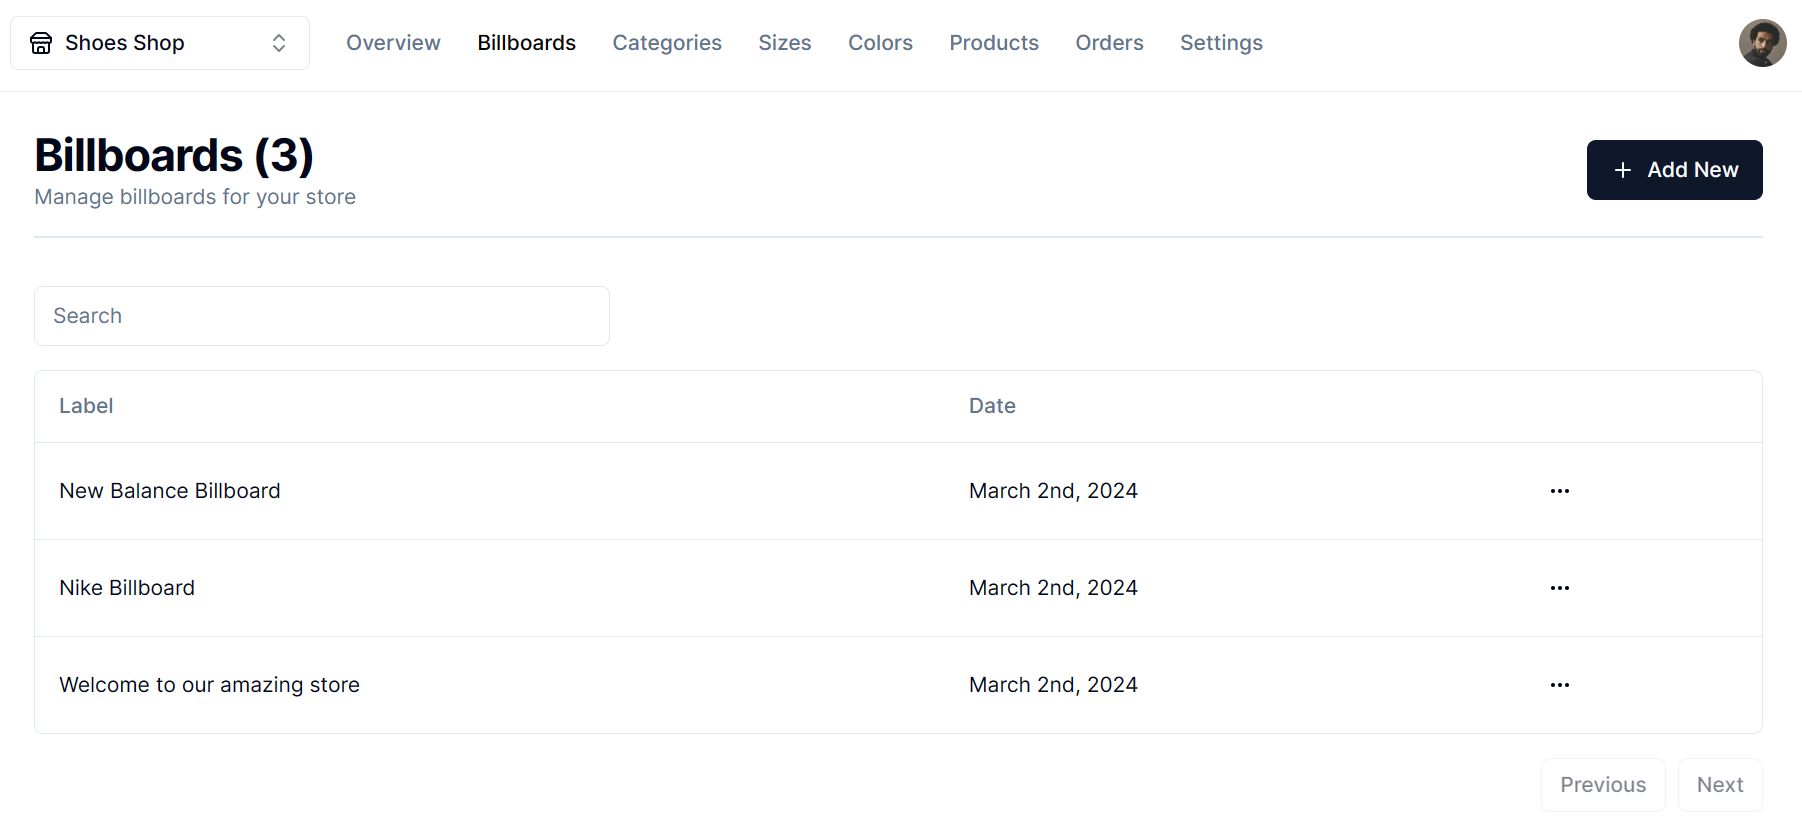 Shoes Shop Overview Billboards Categories Sizes Colors Products Orders Settings
Billboards (3)
Manage billboards for your store
+ Add New
Search
Label Date
New Balance Billboard March 2nd, 2024 ...
Nike Billboard March 2nd, 2024 ...
Welcome to our amazing store March 2nd, 2024 ...
Previous Next